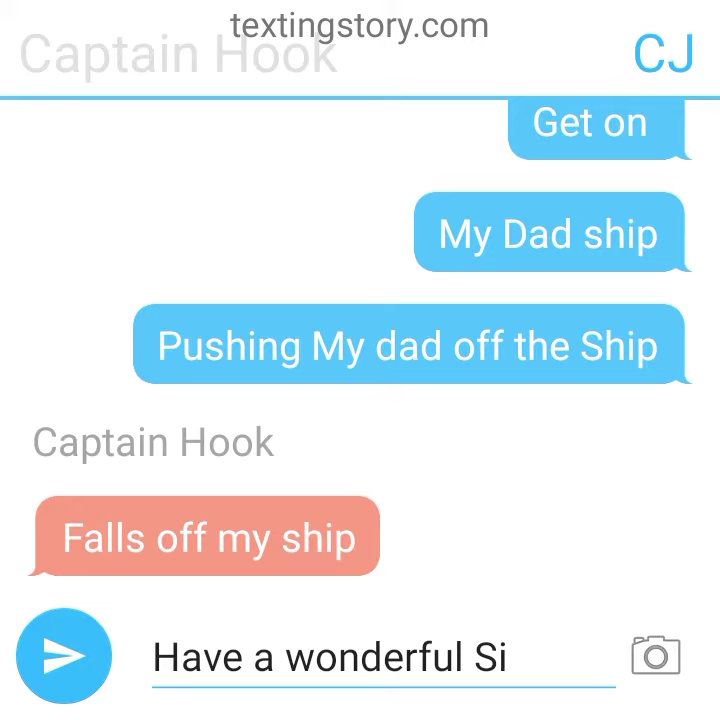 textingstory.com
Captain Hook
CJ
Get on
My Dad ship
Pushing My dad off the Ship
Captain Hook
Falls off my ship
Have a wonderful Si